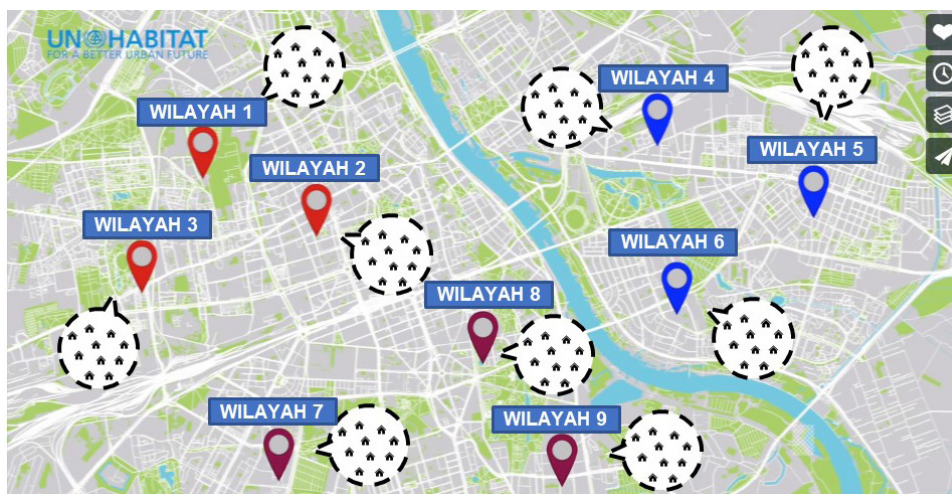 UN HABITAT
FOR A BETTER URBAN FUTURE
WILAYAH 1
WILAYAH 4
WILAYAH 2
WILAYAH 5
WILAYAH 3
WILAYAH 6
WILAYAH 8
WILAYAH 7
WILAYAH 9